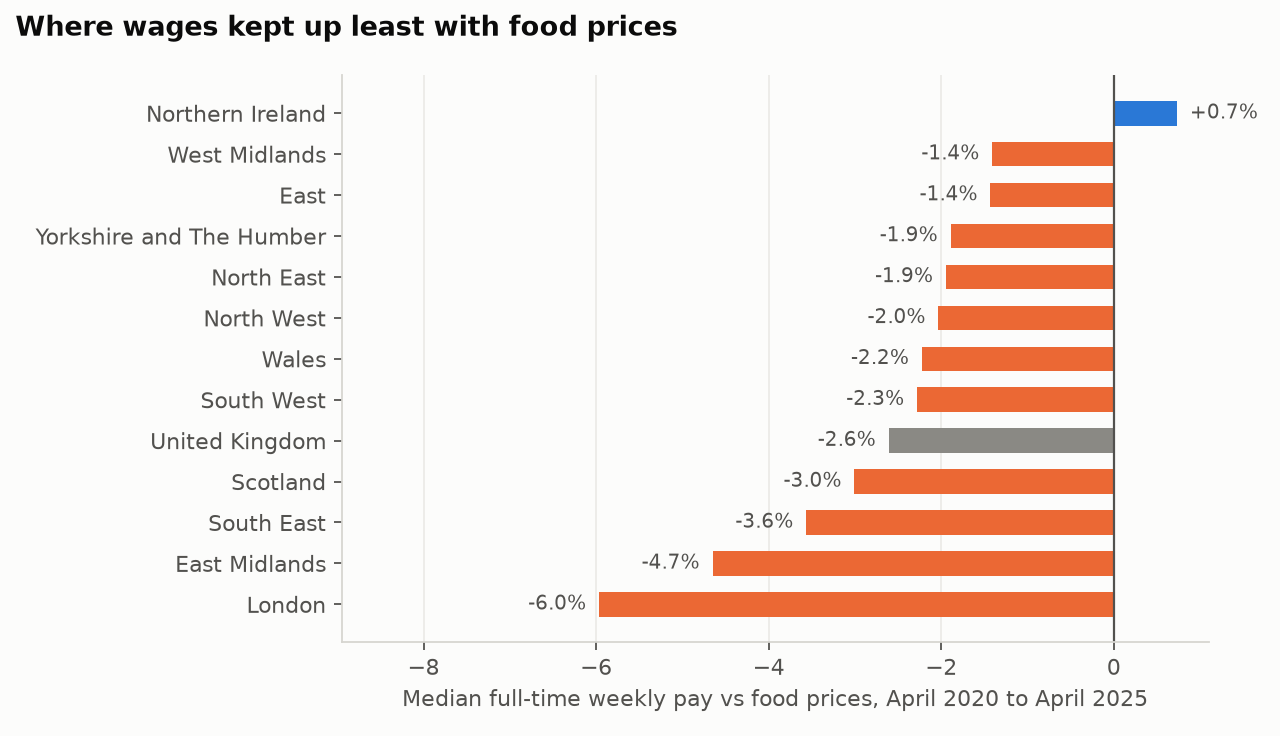 Where wages kept up least with food prices
Northern Ireland +0.7%
West Midlands -1.4%
East -1.4%
Yorkshire and The Humber -1.9%
North East -1.9%
North West -2.0%
Wales -2.2%
South West -2.3%
United Kingdom -2.6%
Scotland -3.0%
South East -3.6%
East Midlands -4.7%
London -6.0%
−8 −6 −4 −2 0
Median full-time weekly pay vs food prices, April 2020 to April 2025